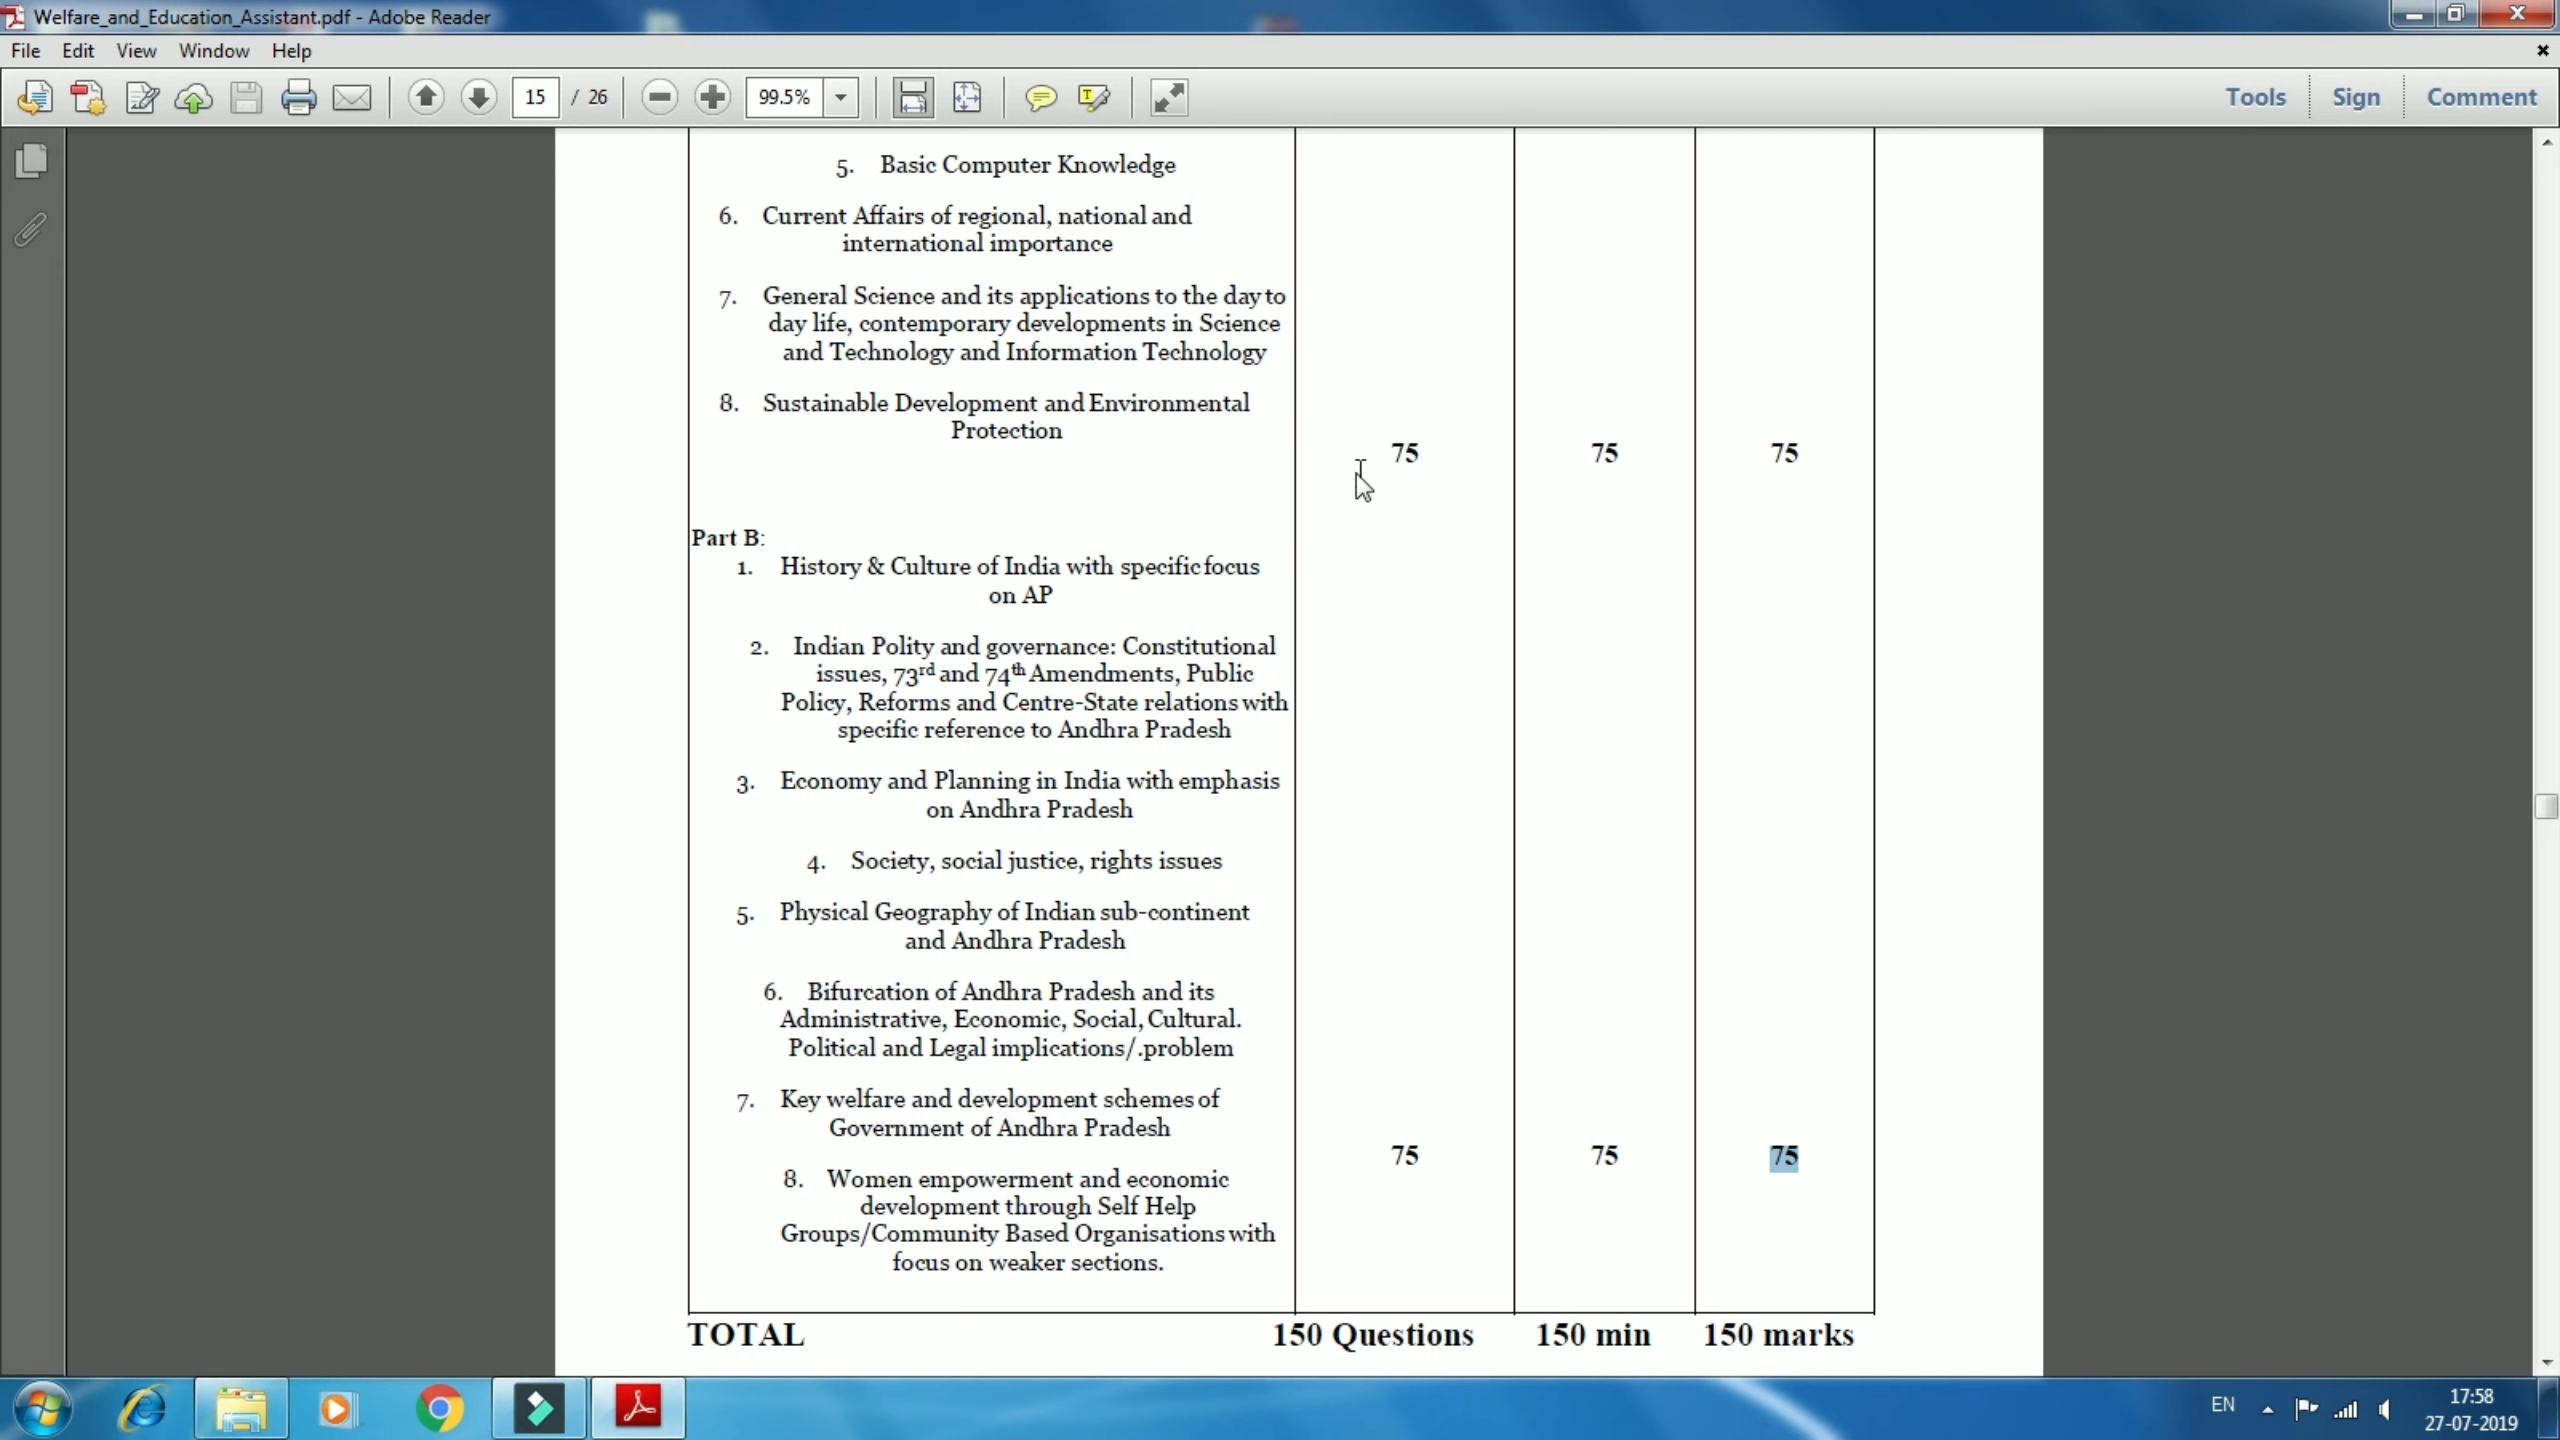 Welfare_and_Education_Assistant.pdf - Adobe Reader
File Edit View Window Help
15 / 26 99.5% Tools Sign Comment
5. Basic Computer Knowledge
6. Current Affairs of regional, national and
international importance
7. General Science and its applications to the day to
day life, contemporary developments in Science
and Technology and Information Technology
8. Sustainable Development and Environmental
Protection
75 75 75
Part B:
1. History & Culture of India with specific focus
on AP
2. Indian Polity and governance: Constitutional
issues, 73rd and 74th Amendments, Public
Policy, Reforms and Centre-State relations with
specific reference to Andhra Pradesh
3. Economy and Planning in India with emphasis
on Andhra Pradesh
4. Society, social justice, rights issues
5. Physical Geography of Indian sub-continent
and Andhra Pradesh
6. Bifurcation of Andhra Pradesh and its
Administrative, Economic, Social, Cultural.
Political and Legal implications/.problem
7. Key welfare and development schemes of
Government of Andhra Pradesh
75 75 75
8. Women empowerment and economic
development through Self Help
Groups/Community Based Organisations with
focus on weaker sections.
TOTAL 150 Questions 150 min 150 marks
EN 17:58
27-07-2019